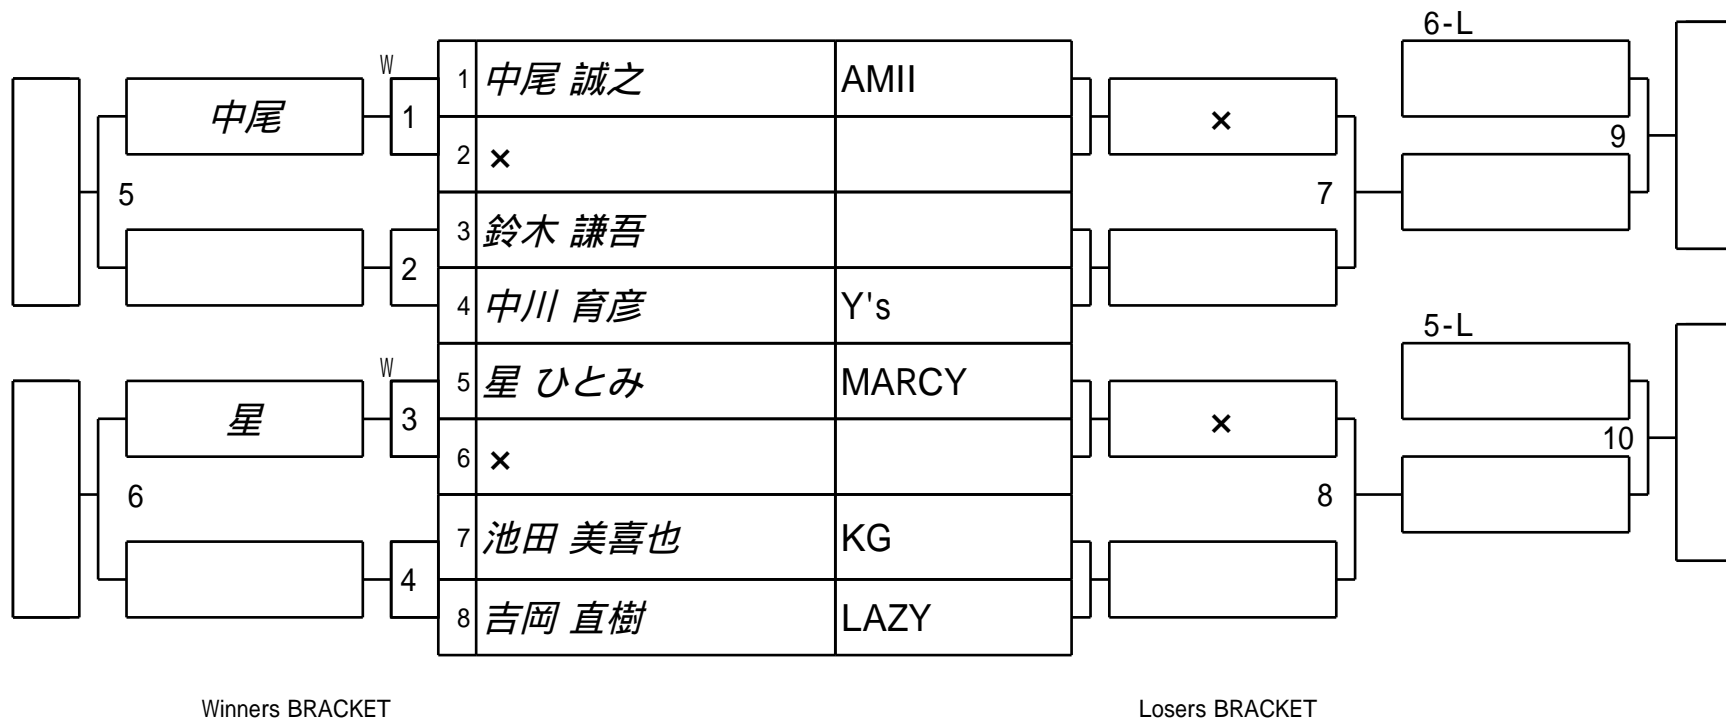 6-L
W
1 中尾 誠之 AMII
中尾 1 ×
2 × 9
5 7
3 鈴木 謙吾
2
4 中川 育彦 Y's
5-L
W
5 星 ひとみ MARCY
星 3 ×
6 × 10
6 8
7 池田 美喜也 KG
4
8 吉岡 直樹 LAZY
Winners BRACKET Losers BRACKET